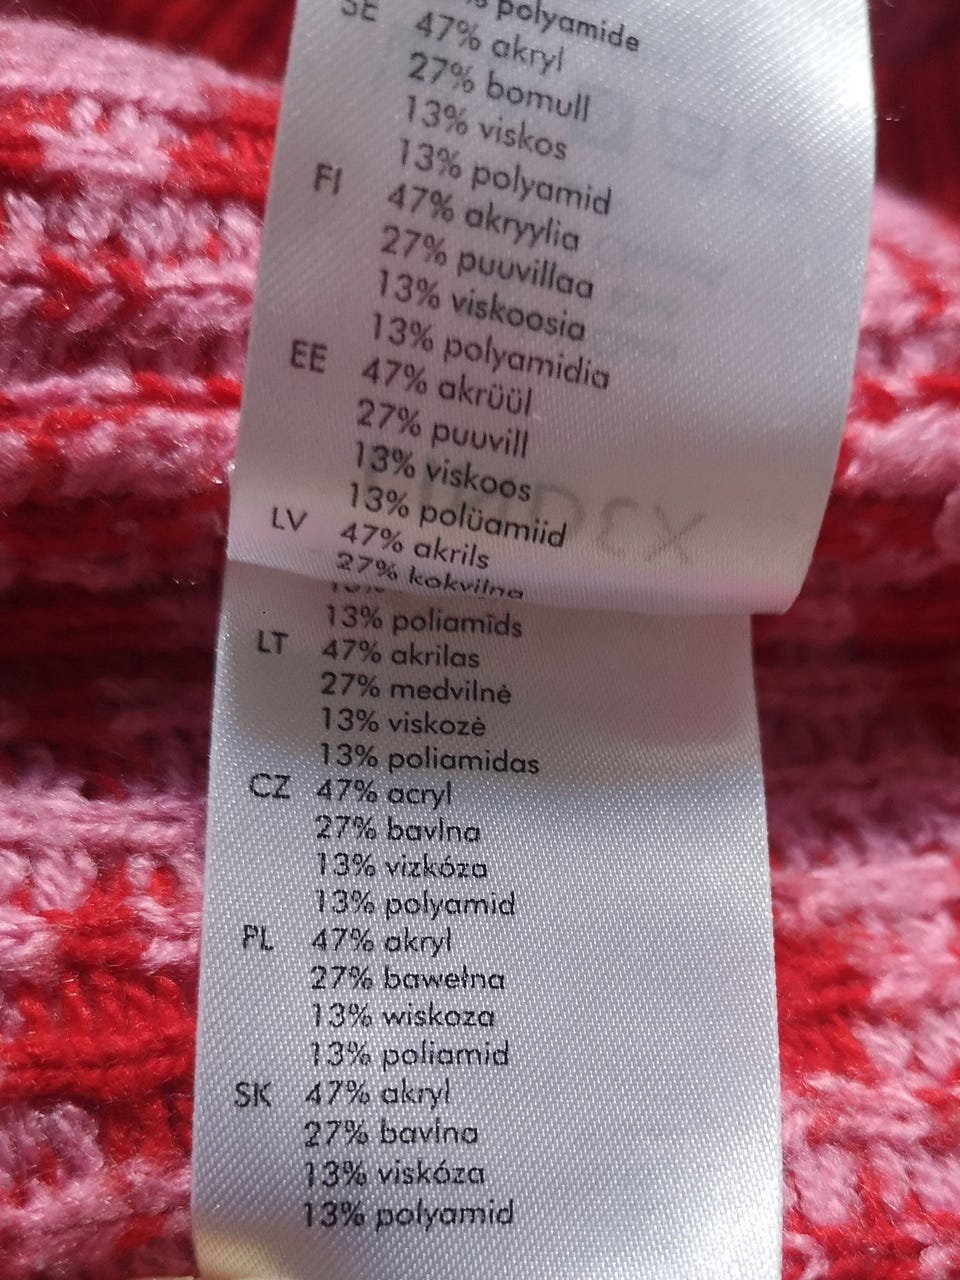 polyamide
SE 47% akryl
27% bomull
13% viskos
13% polyamid
FI 47% akryylia
27% puuvillaa
13% viskoosia
13% polyamidia
EE 47% akrüül
27% puuvill
13% viskoos
13% polüamiid
LV 47% akrils
27% kokvilna
13% poliamīds
LT 47% akrilas
27% medvilnė
13% viskozė
13% poliamidas
CZ 47% acryl
27% bavlna
13% vizkóza
13% polyamid
PL 47% akryl
27% bawełna
13% wiskoza
13% poliamid
SK 47% akryl
27% bavlna
13% viskóza
13% polyamid